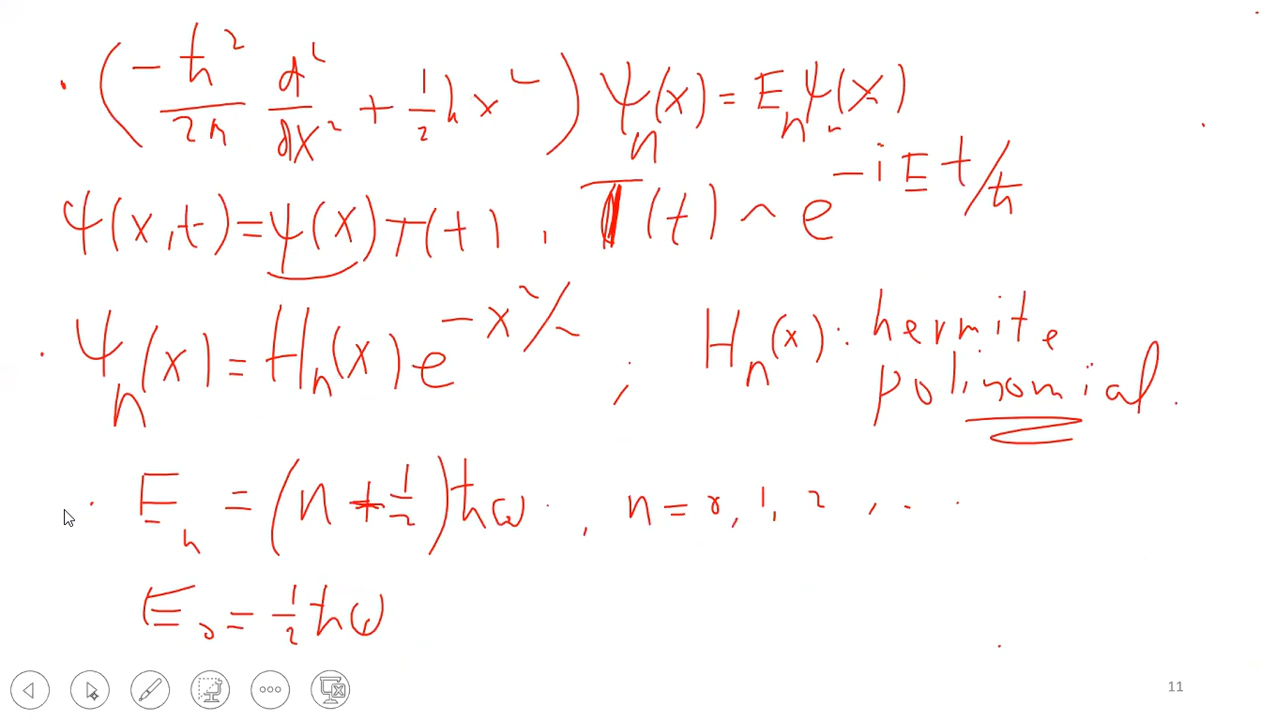 (-ħ²/2m d²/dx² + ½kx²) ψₙ(x) = Eₙψₙ(x)
ψ(x,t) = ψ(x)T(t), T(t) ~ e^(-iEt/ħ)
ψₙ(x) = Hₙ(x)e^(-x²/2) ; Hₙ(x): hermite
polinomial.
Eₙ = (n + ½)ħω, n = 0, 1, 2, ...
E₀ = ½ħω
11